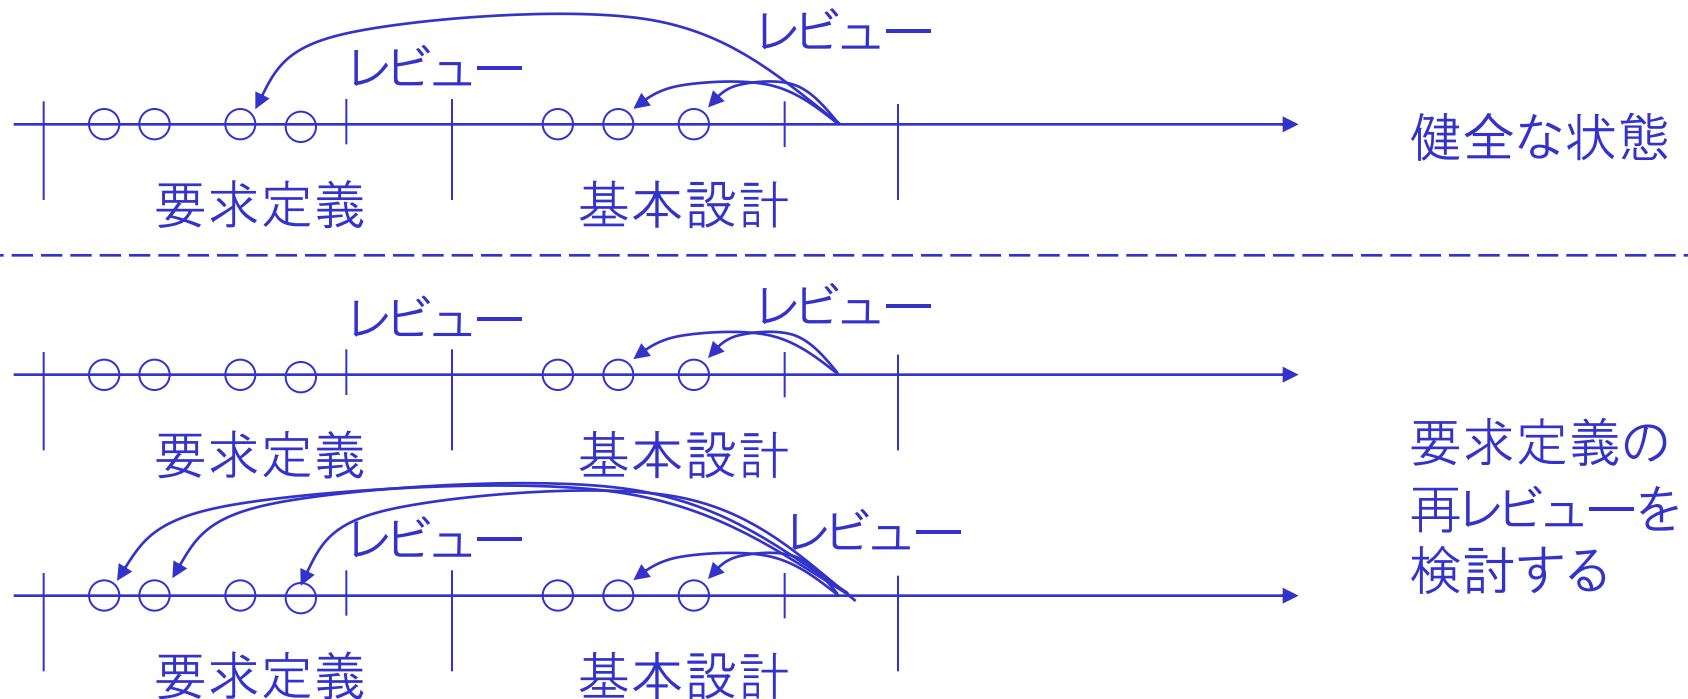 レビュー
レビュー
健全な状態
要求定義
基本設計
レビュー
レビュー
要求定義
基本設計
要求定義の
再レビューを
検討する
レビュー
レビュー
要求定義
基本設計